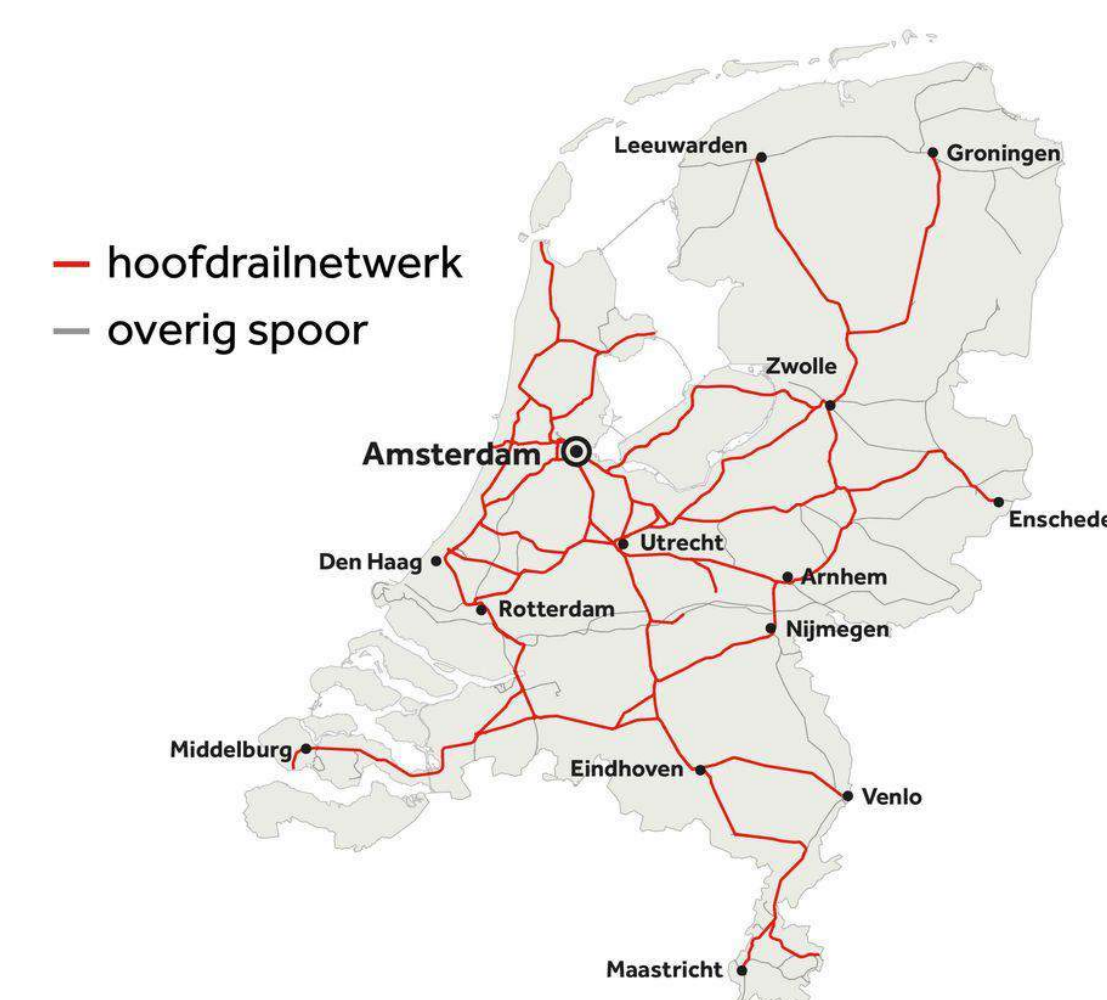 Leeuwarden
Groningen
hoofdrailnetwerk
overig spoor
Zwolle
Amsterdam
Enschede
Utrecht
Den Haag
Arnhem
Rotterdam
Nijmegen
Middelburg
Eindhoven
Venlo
Maastricht